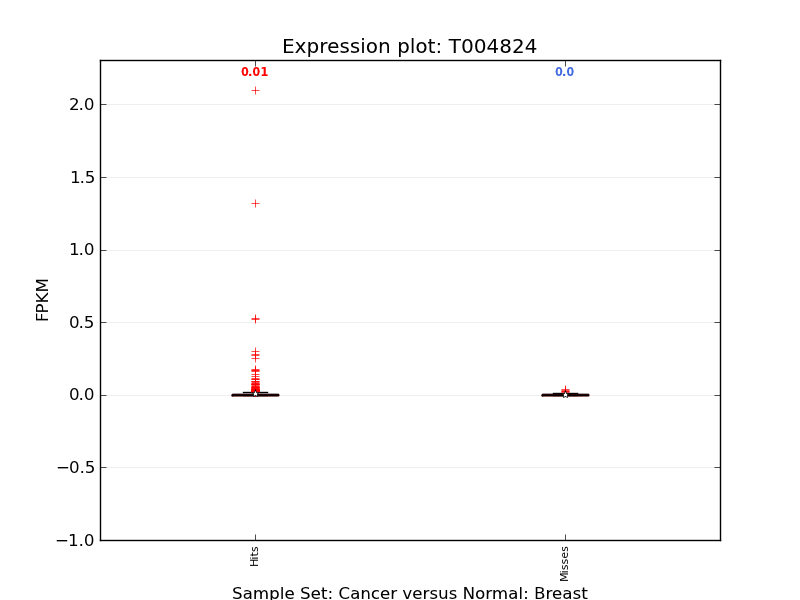 Expression plot: T004824
0.01
0.0
2.0
1.5
1.0
0.5
0.0
−0.5
−1.0
FPKM
Hits
Misses
Sample Set: Cancer versus Normal: Breast